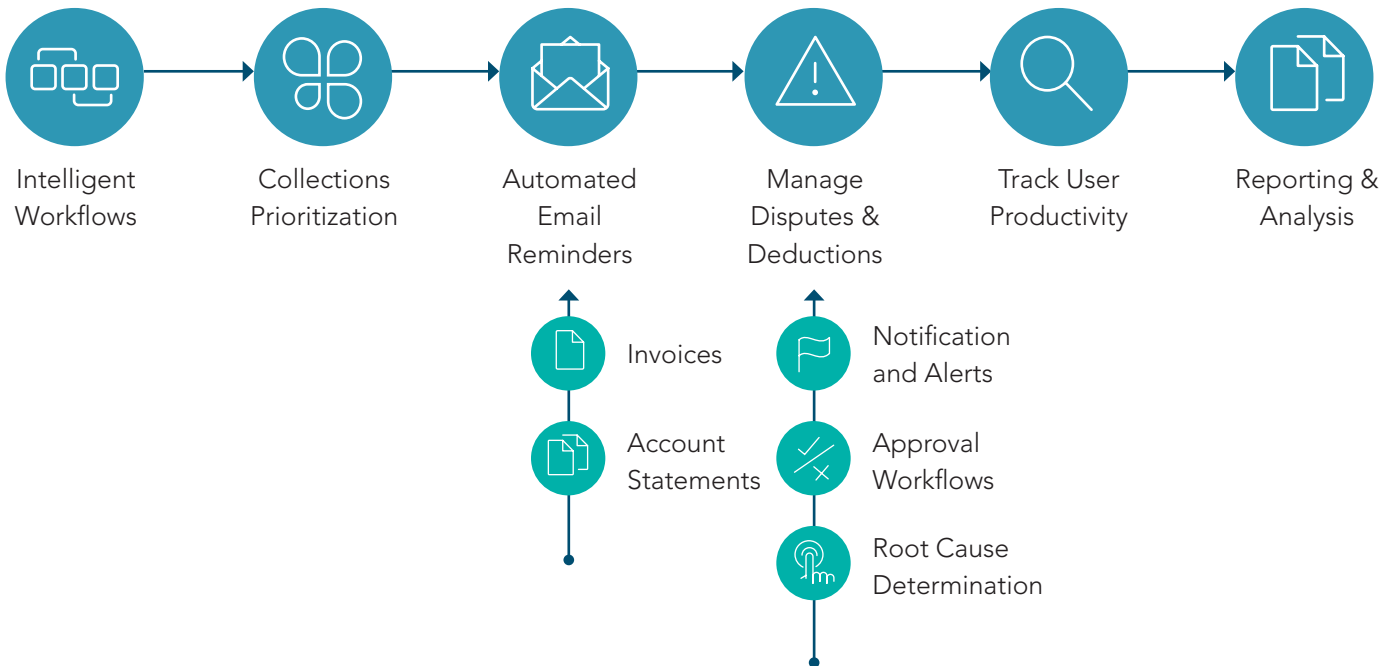 Intelligent
Workflows
Collections
Prioritization
Automated
Email
Reminders
Manage
Disputes &
Deductions
Track User
Productivity
Reporting &
Analysis
Invoices
Account
Statements
Notification
and Alerts
Approval
Workflows
Root Cause
Determination